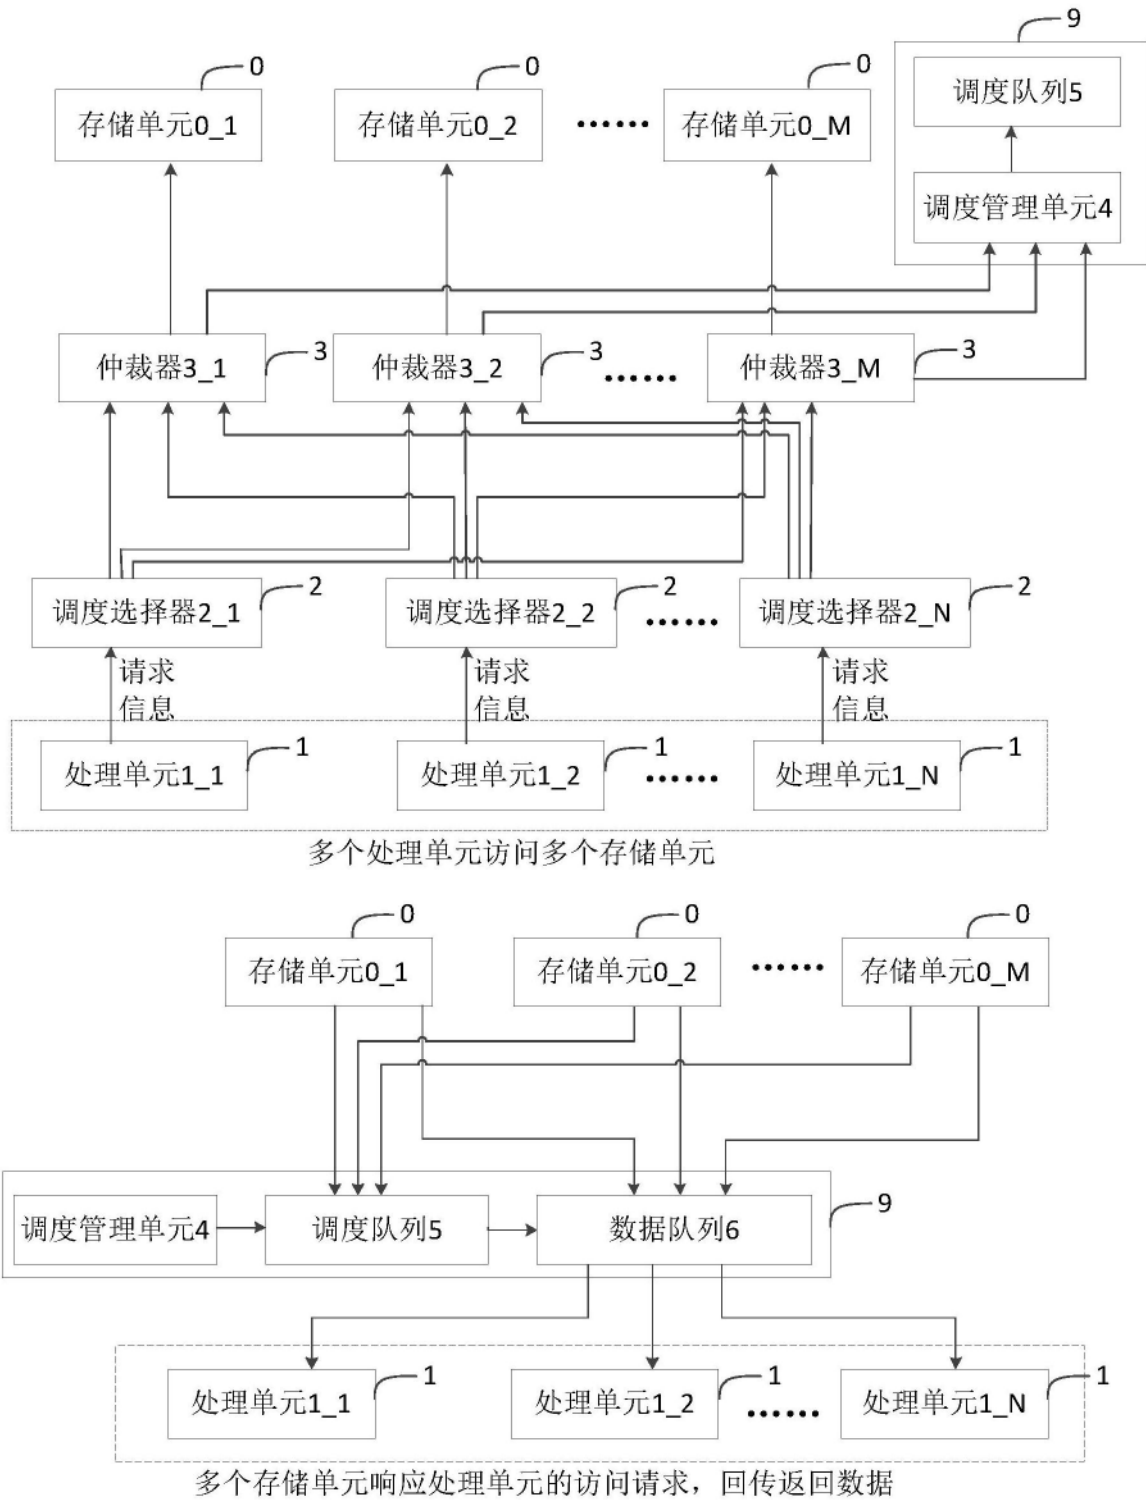 9
0 0 0
调度队列5
存储单元0_1 存储单元0_2 …… 存储单元0_M
调度管理单元4
仲裁器3_1 3 仲裁器3_2 3 …… 仲裁器3_M 3
调度选择器2_1 2 调度选择器2_2 2 …… 调度选择器2_N 2
请求 请求 请求
信息 信息 信息
处理单元1_1 1 处理单元1_2 1 …… 处理单元1_N 1
多个处理单元访问多个存储单元
0 0 0
存储单元0_1 存储单元0_2 …… 存储单元0_M
调度管理单元4 调度队列5 数据队列6 9
处理单元1_1 1 处理单元1_2 1 …… 处理单元1_N 1
多个存储单元响应处理单元的访问请求，回传返回数据